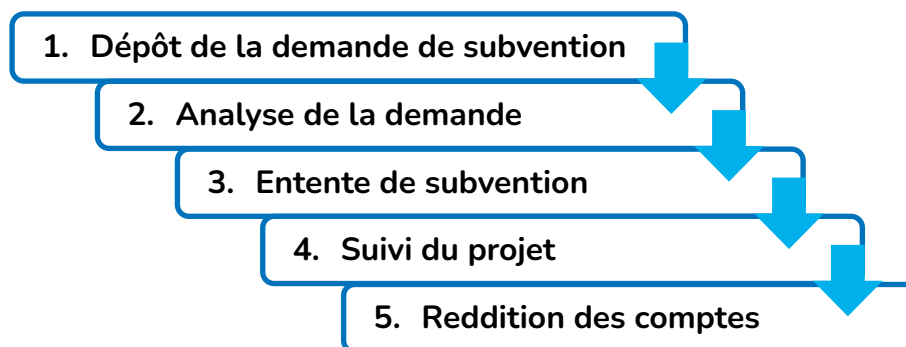 1. Dépôt de la demande de subvention
2. Analyse de la demande
3. Entente de subvention
4. Suivi du projet
5. Reddition des comptes